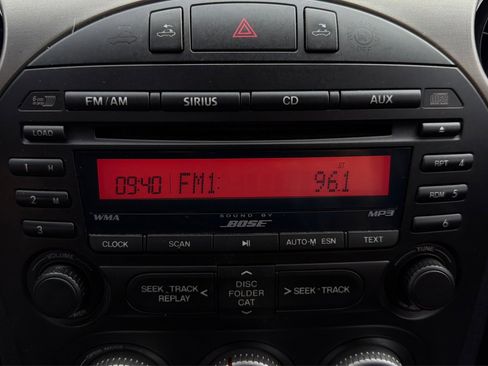 OFF
FM/AM SIRIUS CD AUX
LOAD
1 H
RPT 4
09:40 FM1: ST 96.1
2 M
RDM 5
WMA SOUND BY BOSE MP3
3
6
CLOCK SCAN AUTO-M ESN TEXT
VOLUME
TUNE
SEEK TRACK REPLAY
DISC FOLDER CAT
SEEK TRACK